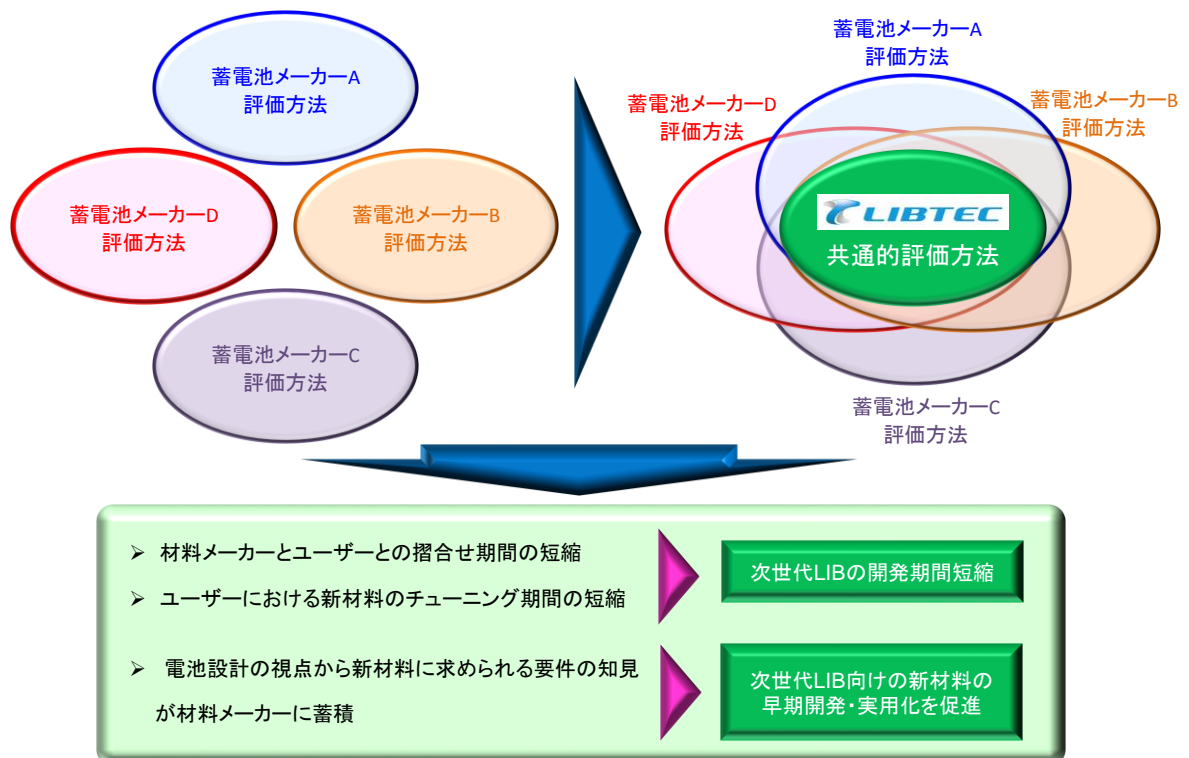 蓄電池メーカーA
評価方法
蓄電池メーカーD
評価方法
蓄電池メーカーB
評価方法
蓄電池メーカーC
評価方法
蓄電池メーカーA
評価方法
蓄電池メーカーD
評価方法
蓄電池メーカーB
評価方法
LIBTEC
共通的評価方法
蓄電池メーカーC
評価方法
➢ 材料メーカーとユーザーとの摺合せ期間の短縮
➢ ユーザーにおける新材料のチューニング期間の短縮
次世代LIBの開発期間短縮
➢ 電池設計の視点から新材料に求められる要件の知見
が材料メーカーに蓄積
次世代LIB向けの新材料の
早期開発・実用化を促進